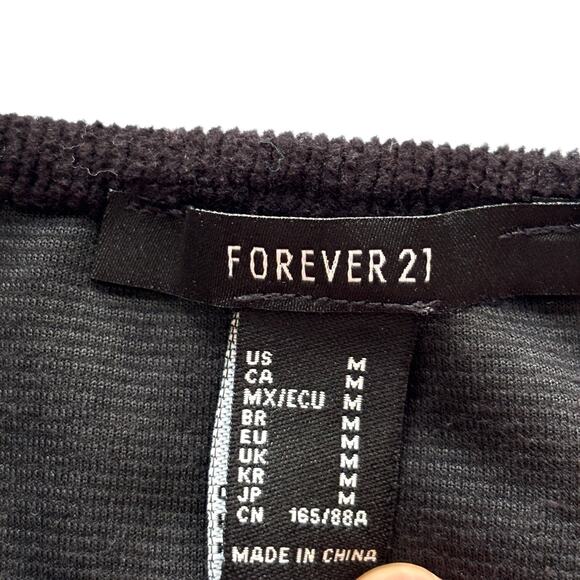 FOREVER 21
US M
CA M
MX/ECU M
BR M
EU M
UK M
KR M
JP M
CN 165/88A
MADE IN CHINA